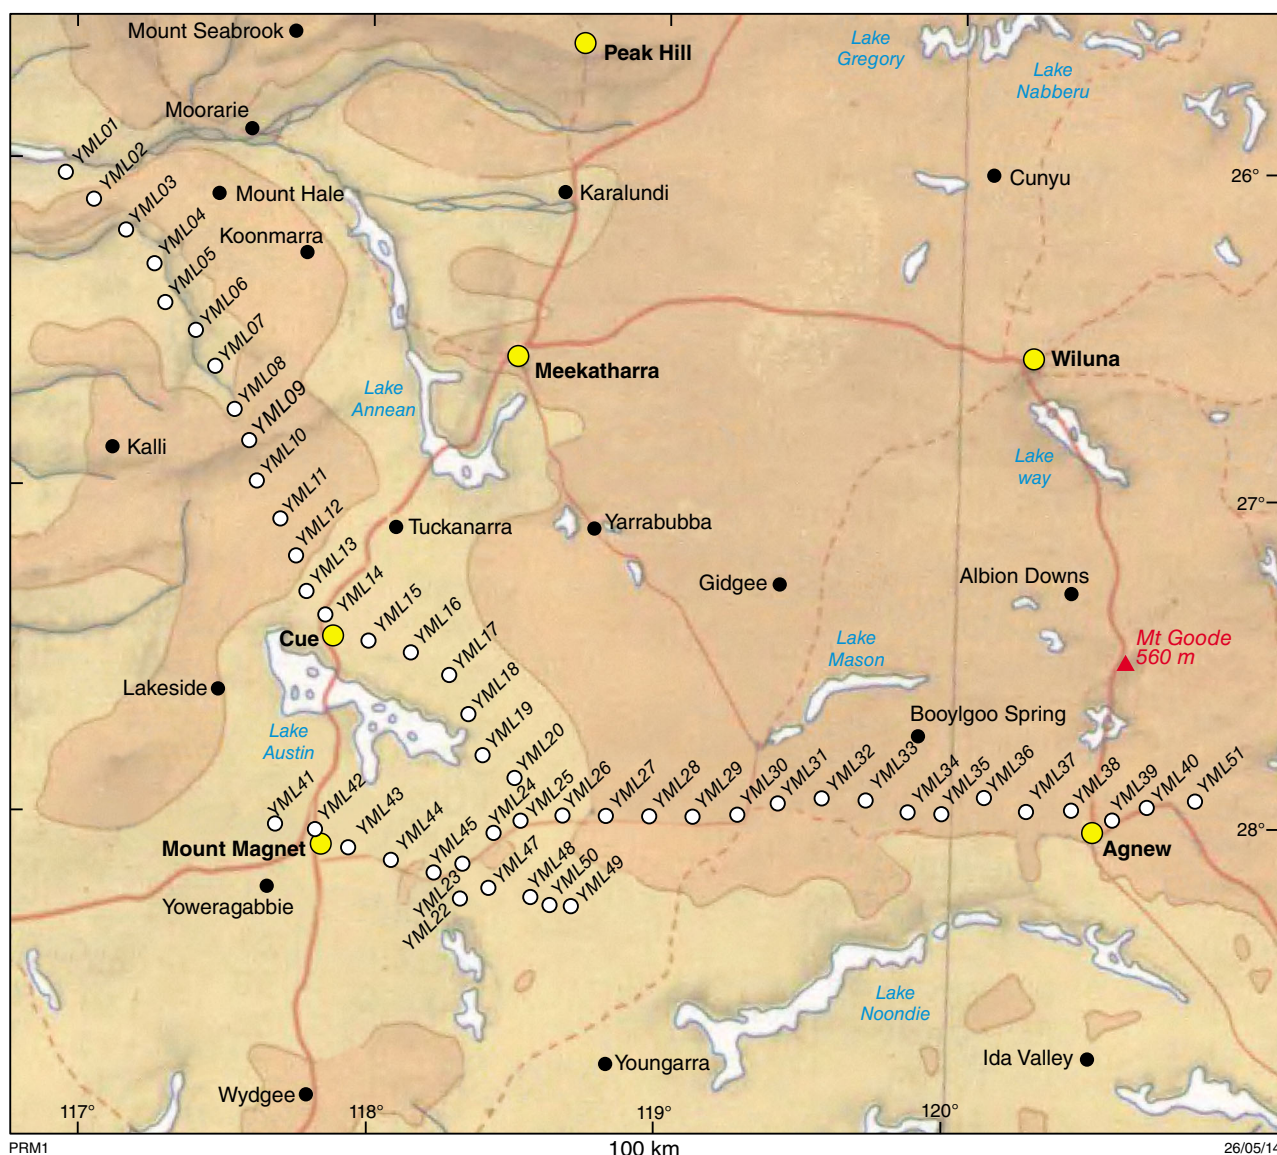 Mount Seabrook
Peak Hill
Lake
Gregory
Lake
Nabberu
Moorarie
YML01
YML02
YML03
YML04
YML05
YML06
YML07
YML08
YML09
YML10
YML11
YML12
YML13
YML14
YML15
YML16
YML17
YML18
YML19
YML20
Mount Hale
Karalundi
Cunyu
26°
Koonmarra
Meekatharra
Wiluna
Lake
Annean
Kalli
Lake
way
27°
Tuckanarra
Yarrabubba
Gidgee
Albion Downs
Cue
Mt Goode
560 m
Lakeside
Lake
Mason
Lake
Austin
Booylgoo Spring
YML41
YML42
YML43
YML44
YML45
YML24
YML25
YML26
YML27
YML28
YML29
YML30
YML31
YML32
YML33
YML34
YML35
YML36
YML37
YML38
YML39
YML40
YML51
28°
Mount Magnet
Agnew
YML23
YML22
YML47
YML48
YML50
YML49
Yoweragabbie
Lake
Noondie
Youngarra
Ida Valley
Wydgee
117°
118°
119°
120°
PRM1
100 km
26/05/14